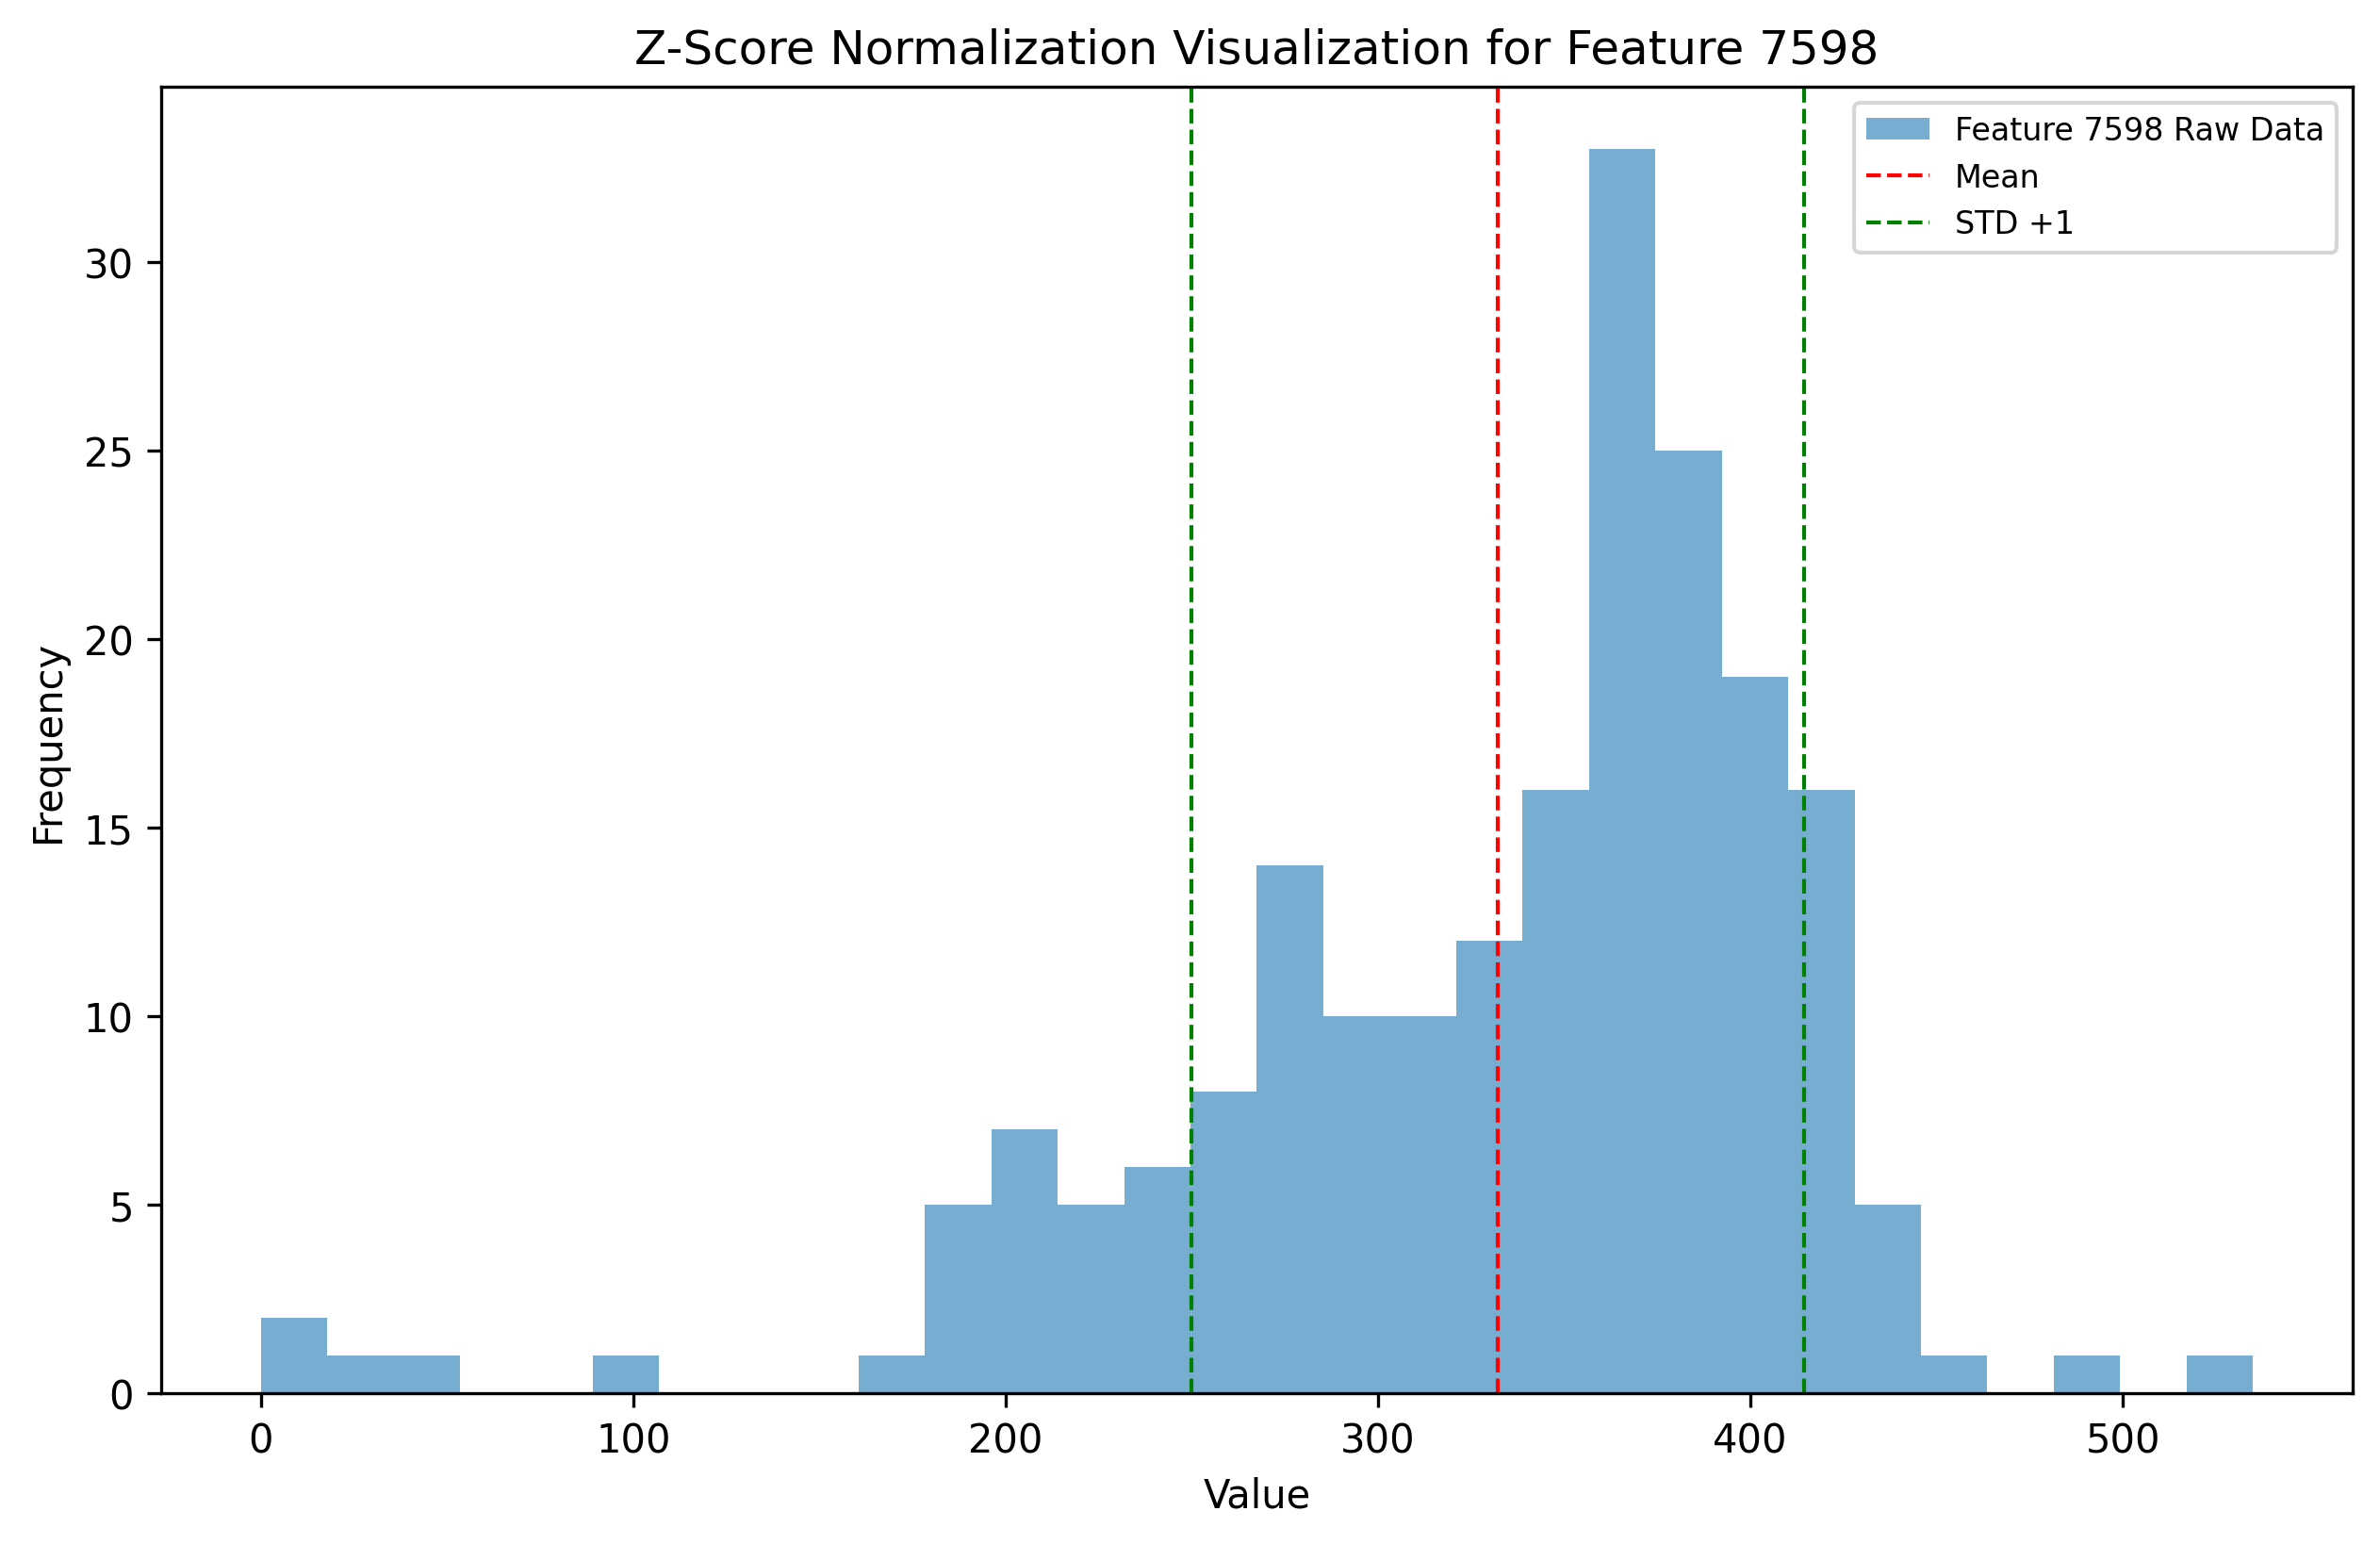 Z-Score Normalization Visualization for Feature 7598
Feature 7598 Raw Data
Mean
STD +1
Frequency
30
25
20
15
10
5
0
0 100 200 300 400 500
Value